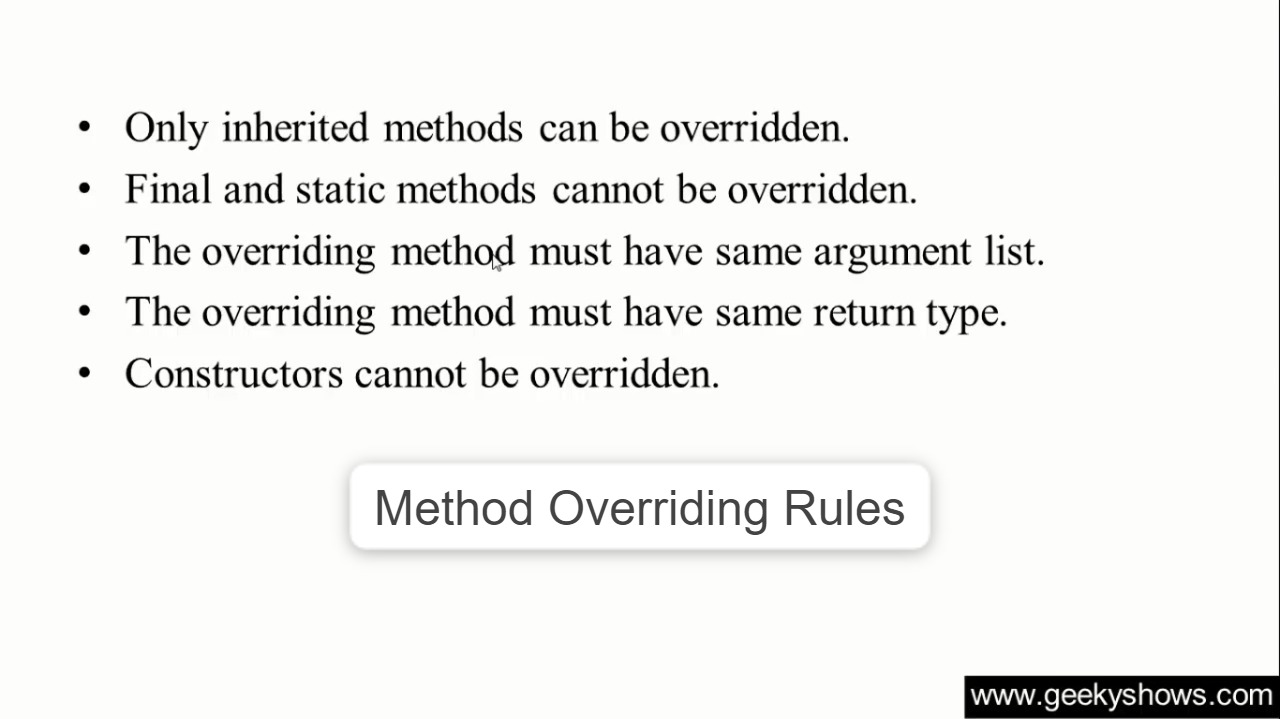 • Only inherited methods can be overridden.
• Final and static methods cannot be overridden.
• The overriding method must have same argument list.
• The overriding method must have same return type.
• Constructors cannot be overridden.
Method Overriding Rules
www.geekyshows.com